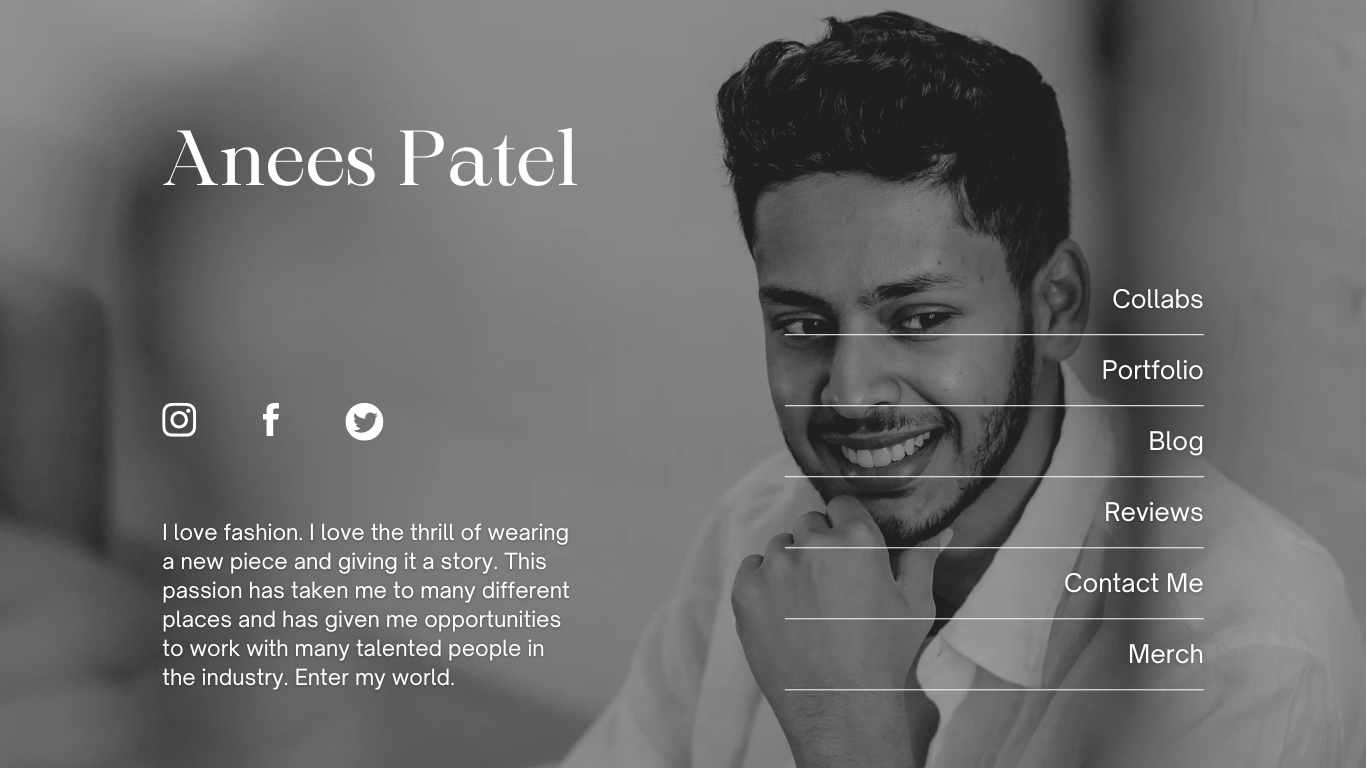 Anees Patel
I love fashion. I love the thrill of wearing
a new piece and giving it a story. This
passion has taken me to many different
places and has given me opportunities
to work with many talented people in
the industry. Enter my world.
Collabs
Portfolio
Blog
Reviews
Contact Me
Merch